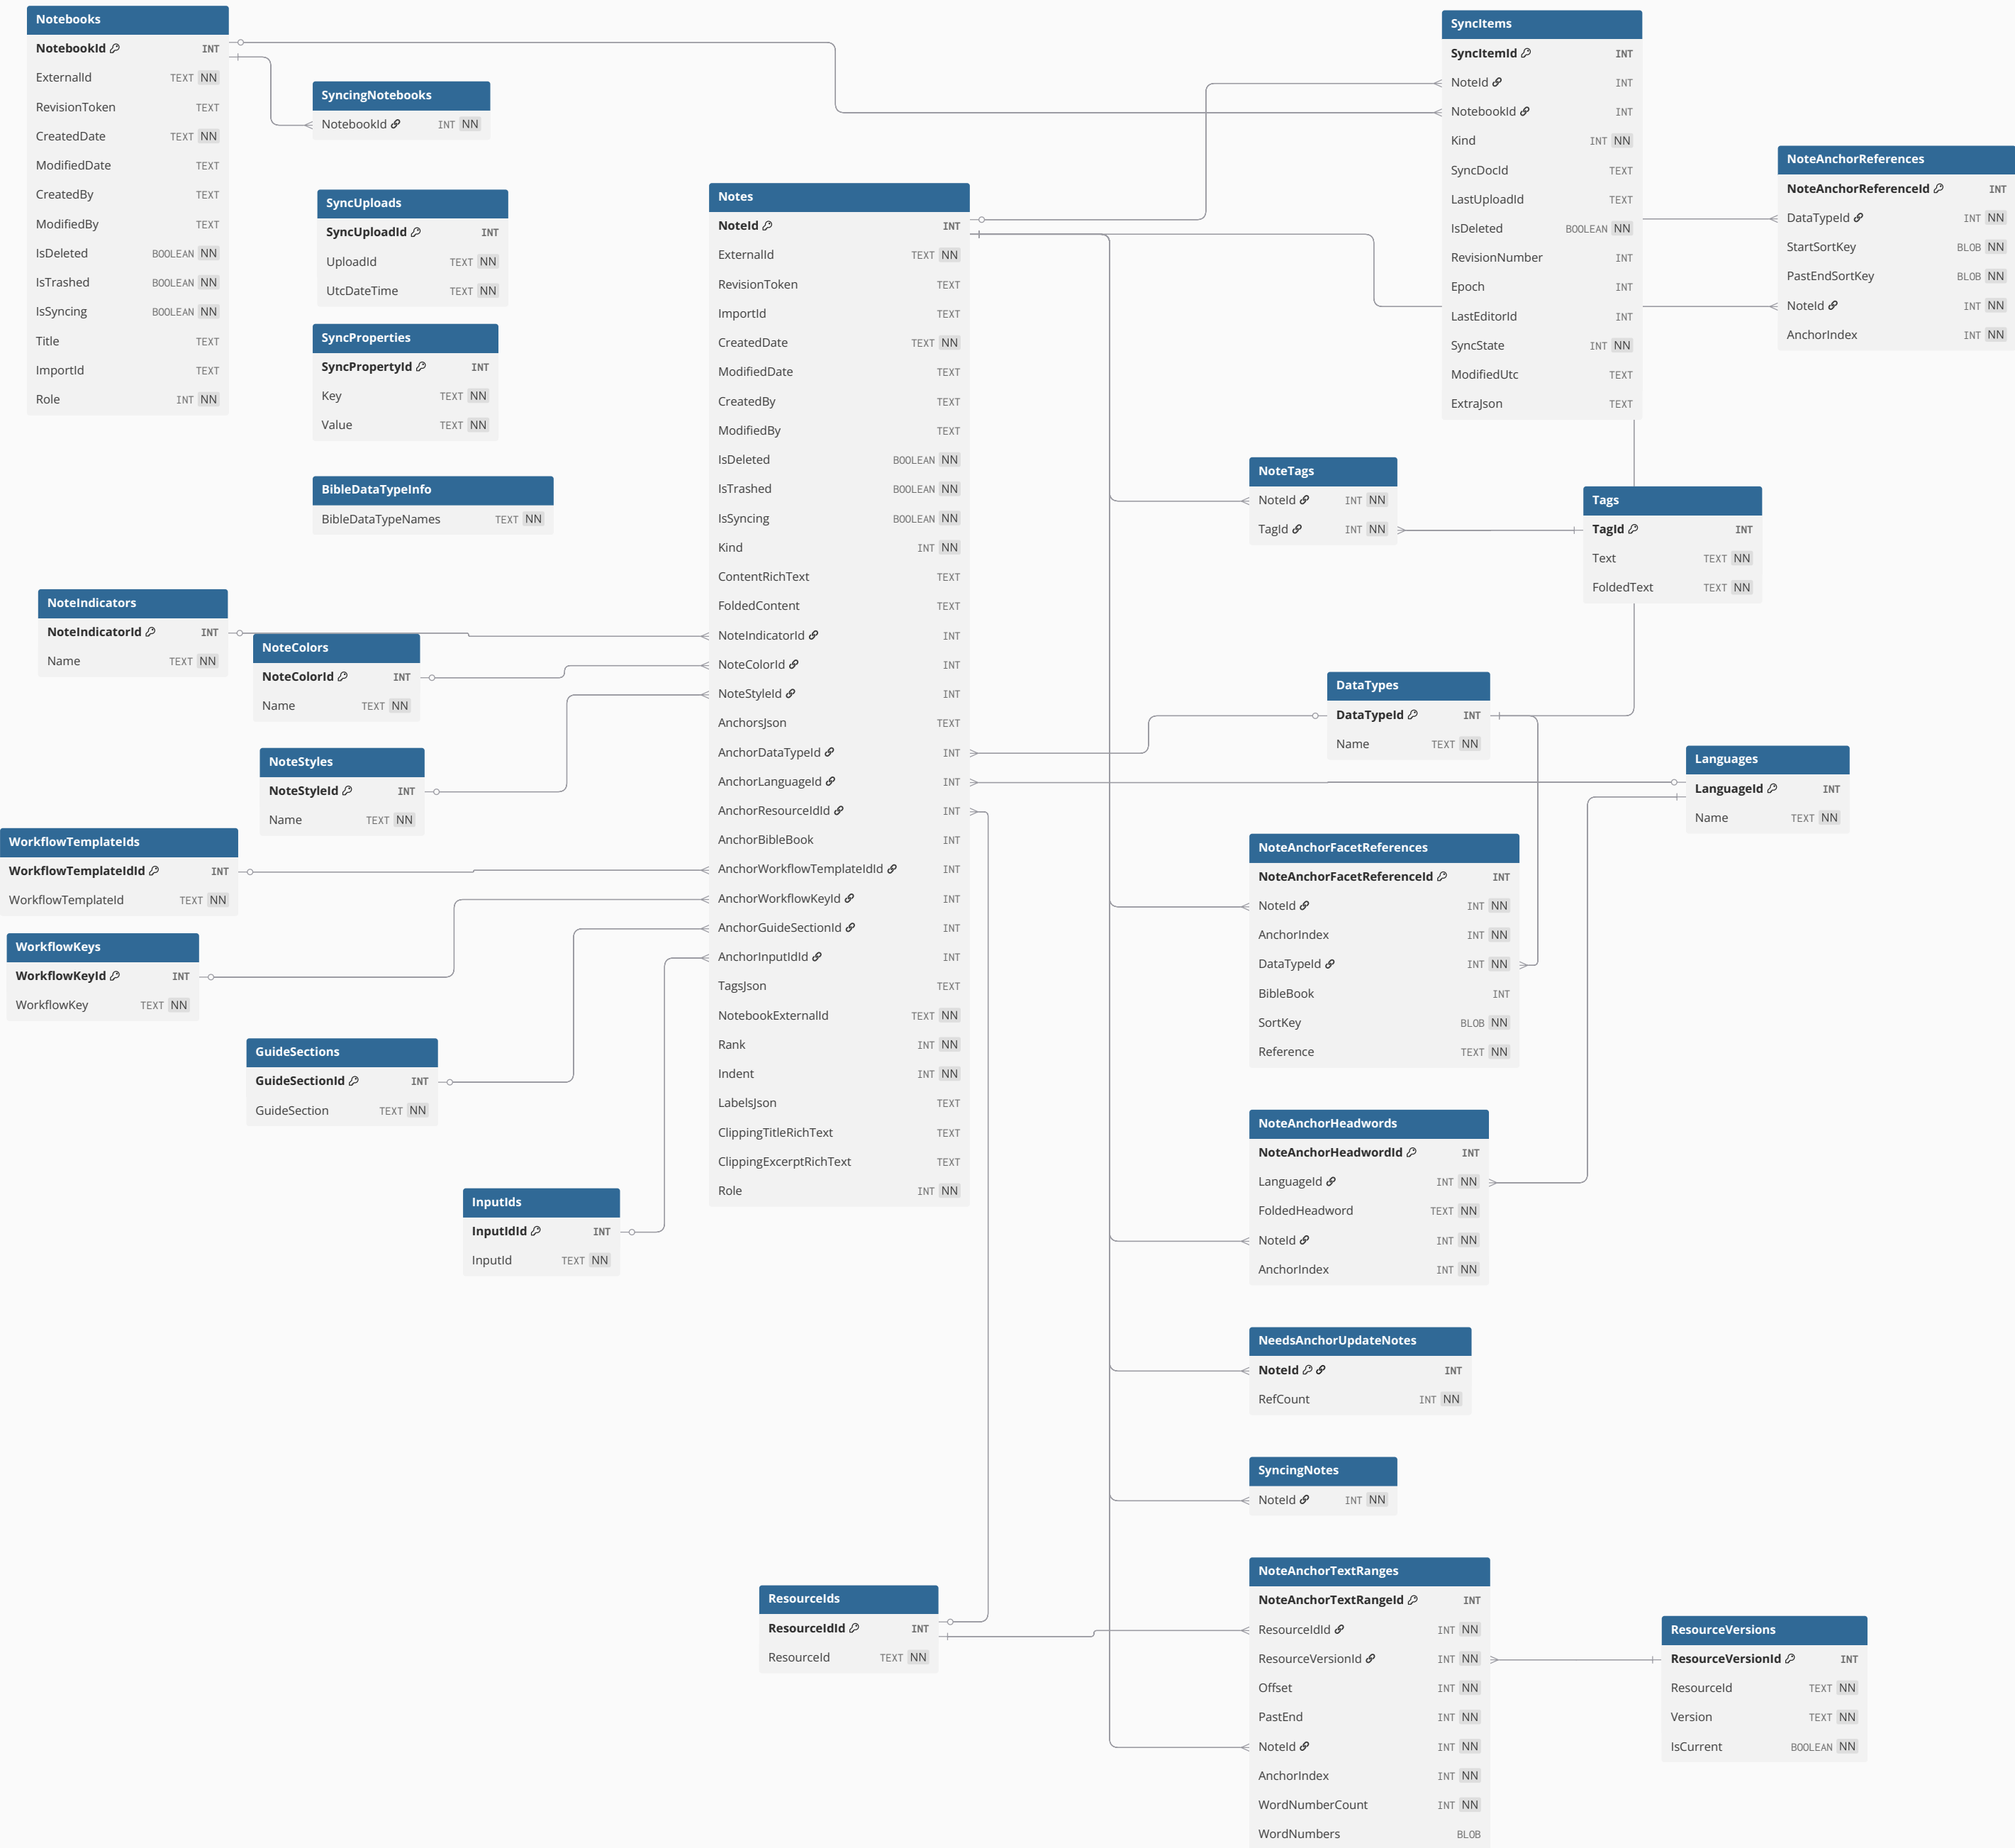 Notebooks
NotebookId INT
ExternalId TEXT NN
RevisionToken TEXT
CreatedDate TEXT NN
ModifiedDate TEXT
CreatedBy TEXT
ModifiedBy TEXT
IsDeleted BOOLEAN NN
IsTrashed BOOLEAN NN
IsSyncing BOOLEAN NN
Title TEXT
ImportId TEXT
Role INT NN
SyncingNotebooks
NotebookId INT NN
SyncUploads
SyncUploadId INT
UploadId TEXT NN
UtcDateTime TEXT NN
SyncProperties
SyncPropertyId INT
Key TEXT NN
Value TEXT NN
BibleDataTypeInfo
BibleDataTypeNames TEXT NN
NoteIndicators
NoteIndicatorId INT
Name TEXT NN
NoteColors
NoteColorId INT
Name TEXT NN
NoteStyles
NoteStyleId INT
Name TEXT NN
WorkflowTemplateIds
WorkflowTemplateIdId INT
WorkflowTemplateId TEXT NN
WorkflowKeys
WorkflowKeyId INT
WorkflowKey TEXT NN
GuideSections
GuideSectionId INT
GuideSection TEXT NN
InputIds
InputIdId INT
InputId TEXT NN
Notes
NoteId INT
ExternalId TEXT NN
RevisionToken TEXT
ImportId TEXT
CreatedDate TEXT NN
ModifiedDate TEXT
CreatedBy TEXT
ModifiedBy TEXT
IsDeleted BOOLEAN NN
IsTrashed BOOLEAN NN
IsSyncing BOOLEAN NN
Kind INT NN
ContentRichText TEXT
FoldedContent TEXT
NoteIndicatorId INT
NoteColorId INT
NoteStyleId INT
AnchorsJson TEXT
AnchorDataTypeId INT
AnchorLanguageId INT
AnchorResourceIdId INT
AnchorBibleBook INT
AnchorWorkflowTemplateIdId INT
AnchorWorkflowKeyId INT
AnchorGuideSectionId INT
AnchorInputIdId INT
TagsJson TEXT
NotebookExternalId TEXT NN
Rank INT NN
Indent INT NN
LabelsJson TEXT
ClippingTitleRichText TEXT
ClippingExcerptRichText TEXT
Role INT NN
ResourceIds
ResourceIdId INT
ResourceId TEXT NN
SyncItems
SyncItemId INT
NoteId INT
NotebookId INT
Kind INT NN
SyncDocId TEXT
LastUploadId TEXT
IsDeleted BOOLEAN NN
RevisionNumber INT
Epoch INT
LastEditorId INT
SyncState INT NN
ModifiedUtc TEXT
ExtraJson TEXT
NoteAnchorReferences
NoteAnchorReferenceId INT
DataTypeId INT NN
StartSortKey BLOB NN
PastEndSortKey BLOB NN
NoteId INT NN
AnchorIndex INT NN
NoteTags
NoteId INT NN
TagId INT NN
Tags
TagId INT
Text TEXT NN
FoldedText TEXT NN
DataTypes
DataTypeId INT
Name TEXT NN
Languages
LanguageId INT
Name TEXT NN
NoteAnchorFacetReferences
NoteAnchorFacetReferenceId INT
NoteId INT NN
AnchorIndex INT NN
DataTypeId INT NN
BibleBook INT
SortKey BLOB NN
Reference TEXT NN
NoteAnchorHeadwords
NoteAnchorHeadwordId INT
LanguageId INT NN
FoldedHeadword TEXT NN
NoteId INT NN
AnchorIndex INT NN
NeedsAnchorUpdateNotes
NoteId INT
RefCount INT NN
SyncingNotes
NoteId INT NN
NoteAnchorTextRanges
NoteAnchorTextRangeId INT
ResourceIdId INT NN
ResourceVersionId INT NN
Offset INT NN
PastEnd INT NN
NoteId INT NN
AnchorIndex INT NN
WordNumberCount INT NN
WordNumbers BLOB
ResourceVersions
ResourceVersionId INT
ResourceId TEXT NN
Version TEXT NN
IsCurrent BOOLEAN NN